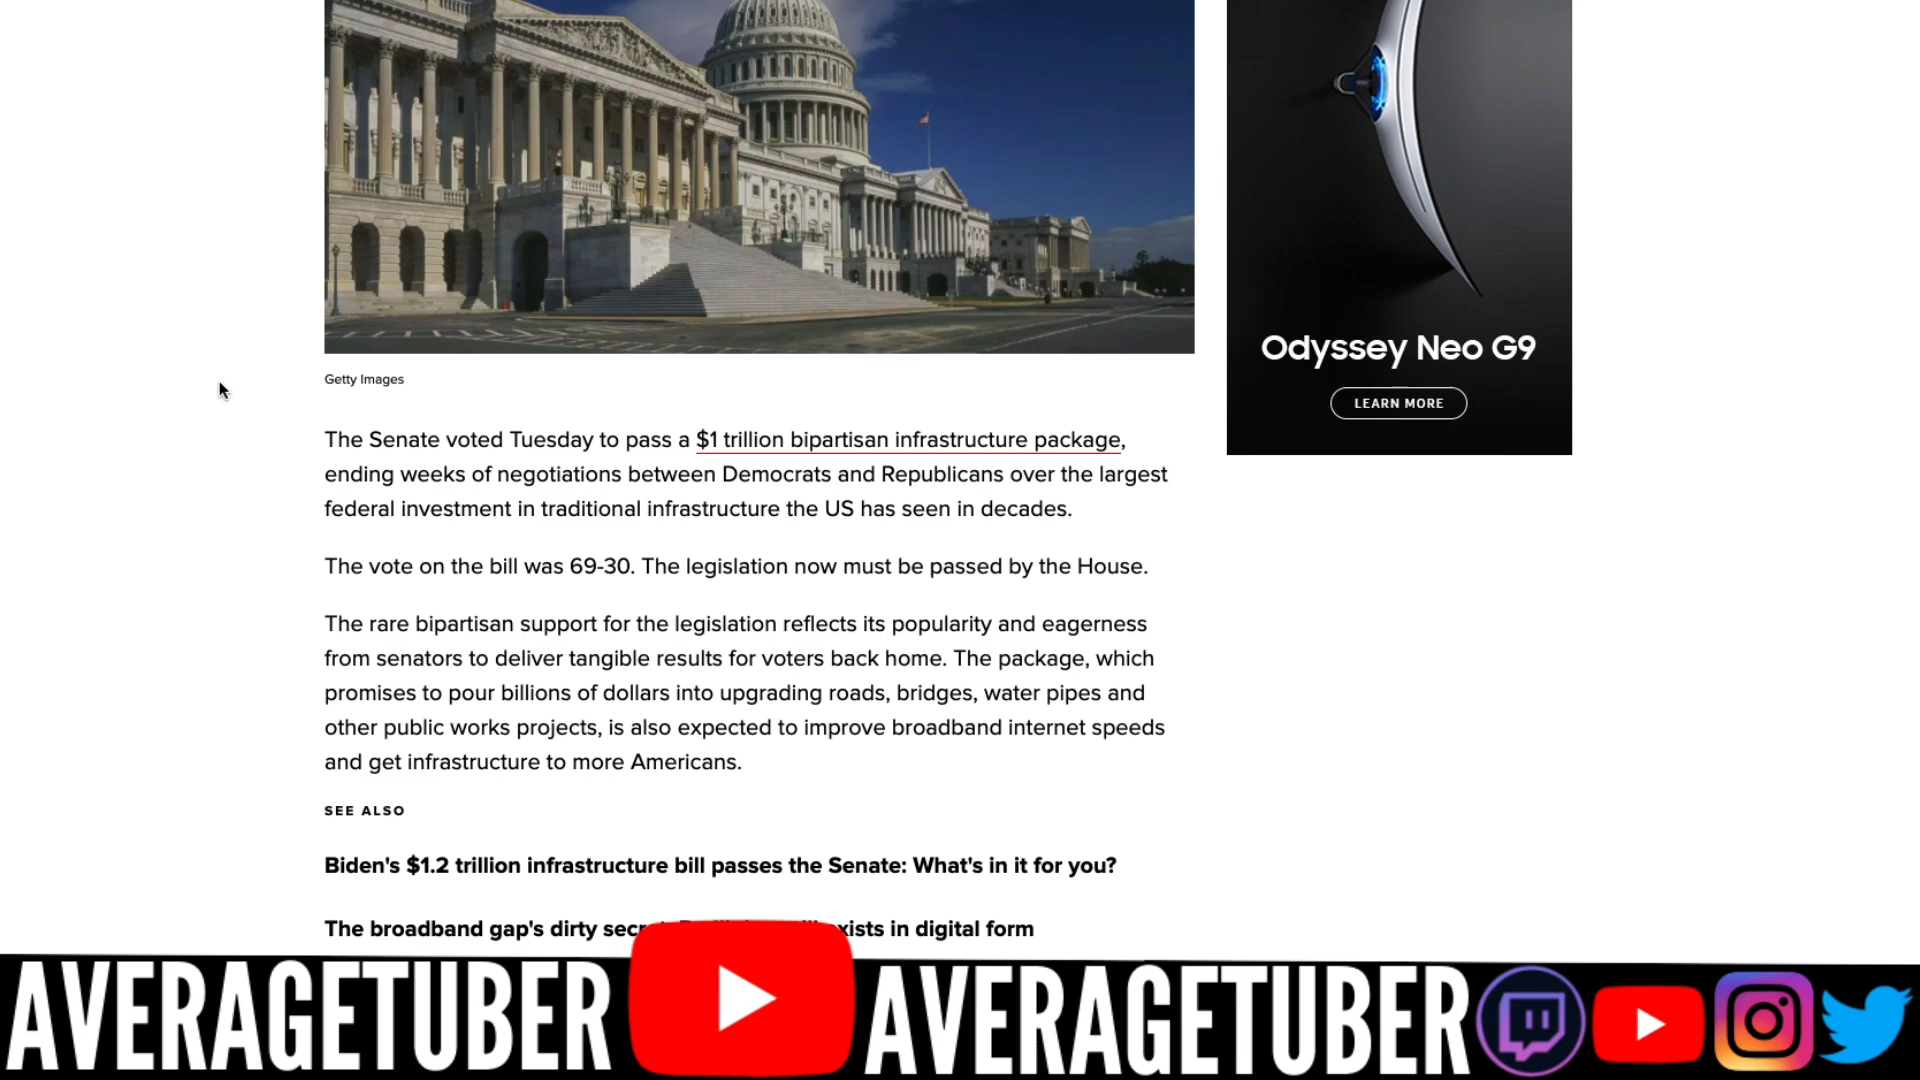 Odyssey Neo G9
LEARN MORE
Getty Images
The Senate voted Tuesday to pass a $1 trillion bipartisan infrastructure package,
ending weeks of negotiations between Democrats and Republicans over the largest
federal investment in traditional infrastructure the US has seen in decades.
The vote on the bill was 69-30. The legislation now must be passed by the House.
The rare bipartisan support for the legislation reflects its popularity and eagerness
from senators to deliver tangible results for voters back home. The package, which
promises to pour billions of dollars into upgrading roads, bridges, water pipes and
other public works projects, is also expected to improve broadband internet speeds
and get infrastructure to more Americans.
SEE ALSO
Biden's $1.2 trillion infrastructure bill passes the Senate: What's in it for you?
The broadband gap's dirty in digital form
AVERAGETUBER AVERAGETUBER